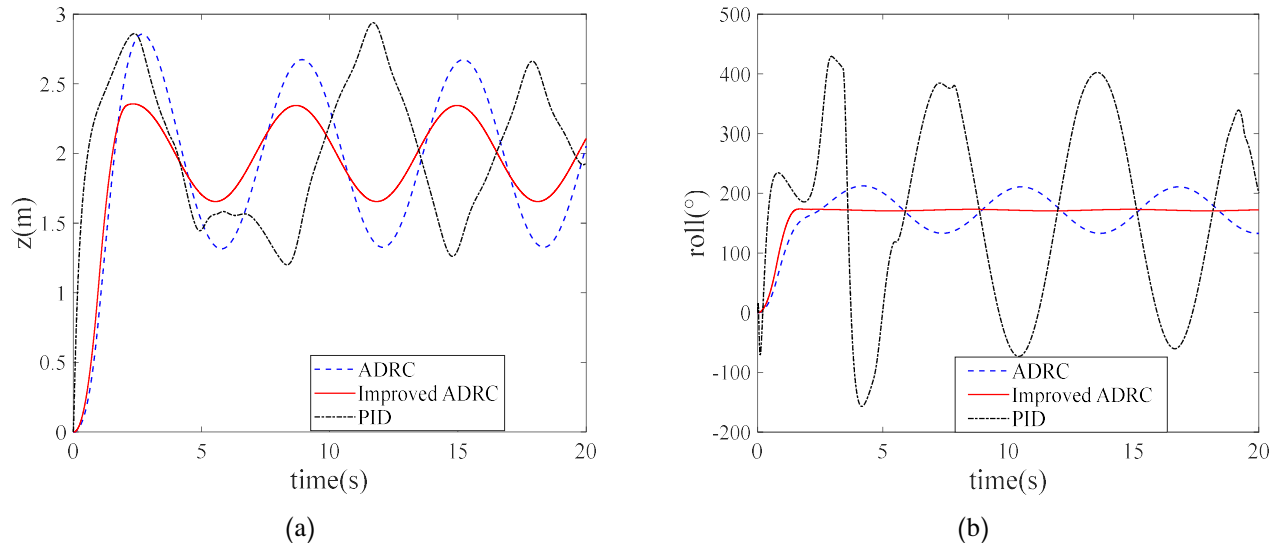 3
2.5
2
1.5
1
0.5
0
z(m)
ADRC
Improved ADRC
PID
0 5 10 15 20
time(s)
(a)
500
400
300
200
100
0
-100
-200
roll(°)
ADRC
Improved ADRC
PID
0 5 10 15 20
time(s)
(b)